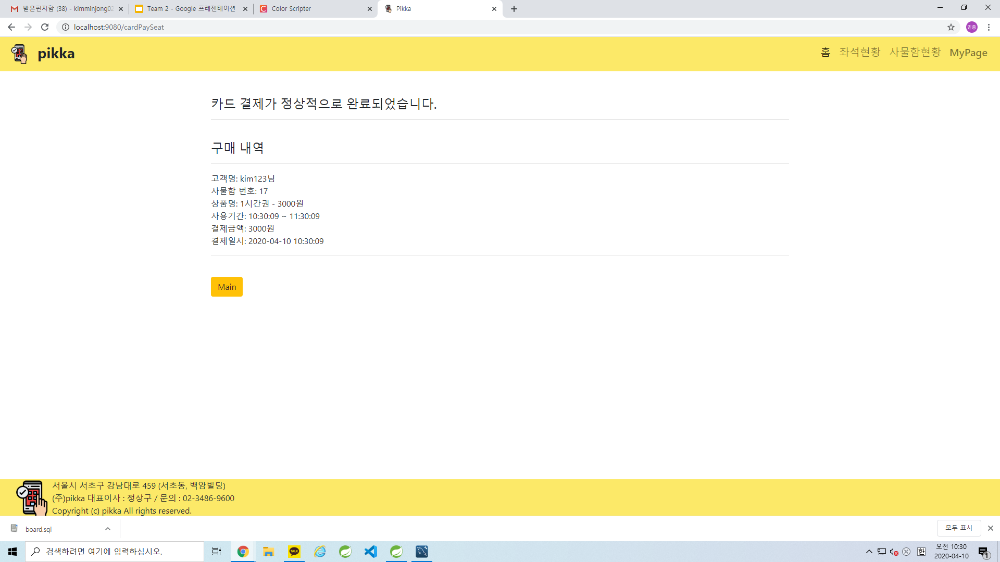 받은편지함 (38) - kimminjong02
Team 2 - Google 프레젠테이션
Color Scripter
Pikka
localhost:9080/cardPaySeat
민종
pikka
홈 좌석현황 사물함현황 MyPage
카드 결제가 정상적으로 완료되었습니다.
구매 내역
고객명: kim123님
사물함 번호: 17
상품명: 1시간권 - 3000원
사용기간: 10:30:09 ~ 11:30:09
결제금액: 3000원
결제일시: 2020-04-10 10:30:09
Main
서울시 서초구 강남대로 459 (서초동, 백암빌딩)
(주)pikka 대표이사 : 정상구 / 문의 : 02-3486-9600
Copyright (c) pikka All rights reserved.
board.sql
모두 표시
검색하려면 여기에 입력하십시오.
TALK
한
오전 10:30
2020-04-10
1